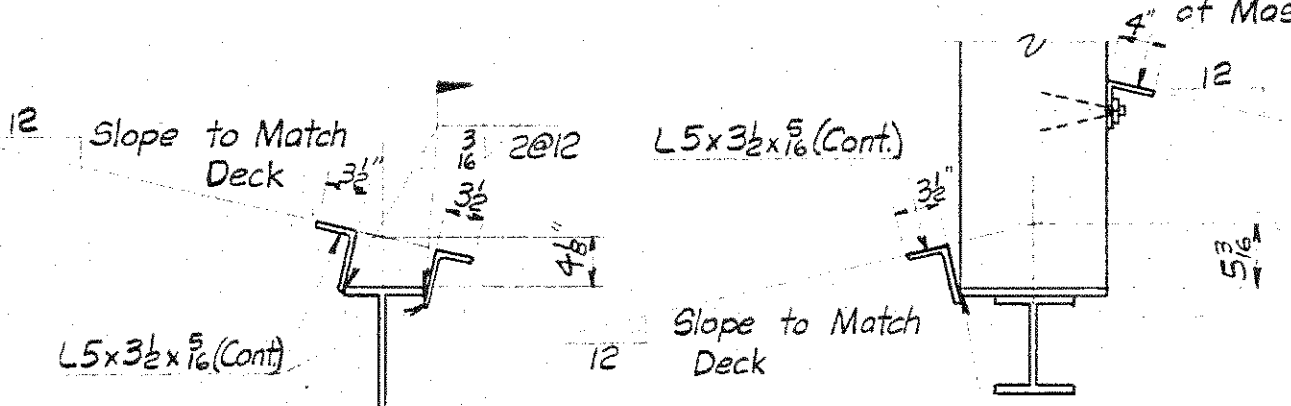 12
Slope to Match
Deck
3½"
3/16
2@12
3½"
4⅛"
L5x3½x5/16(Cont)
4"
at Mas
12
L5x3½x5/16(Cont.)
3½"
5 3/16"
Slope to Match
Deck
12